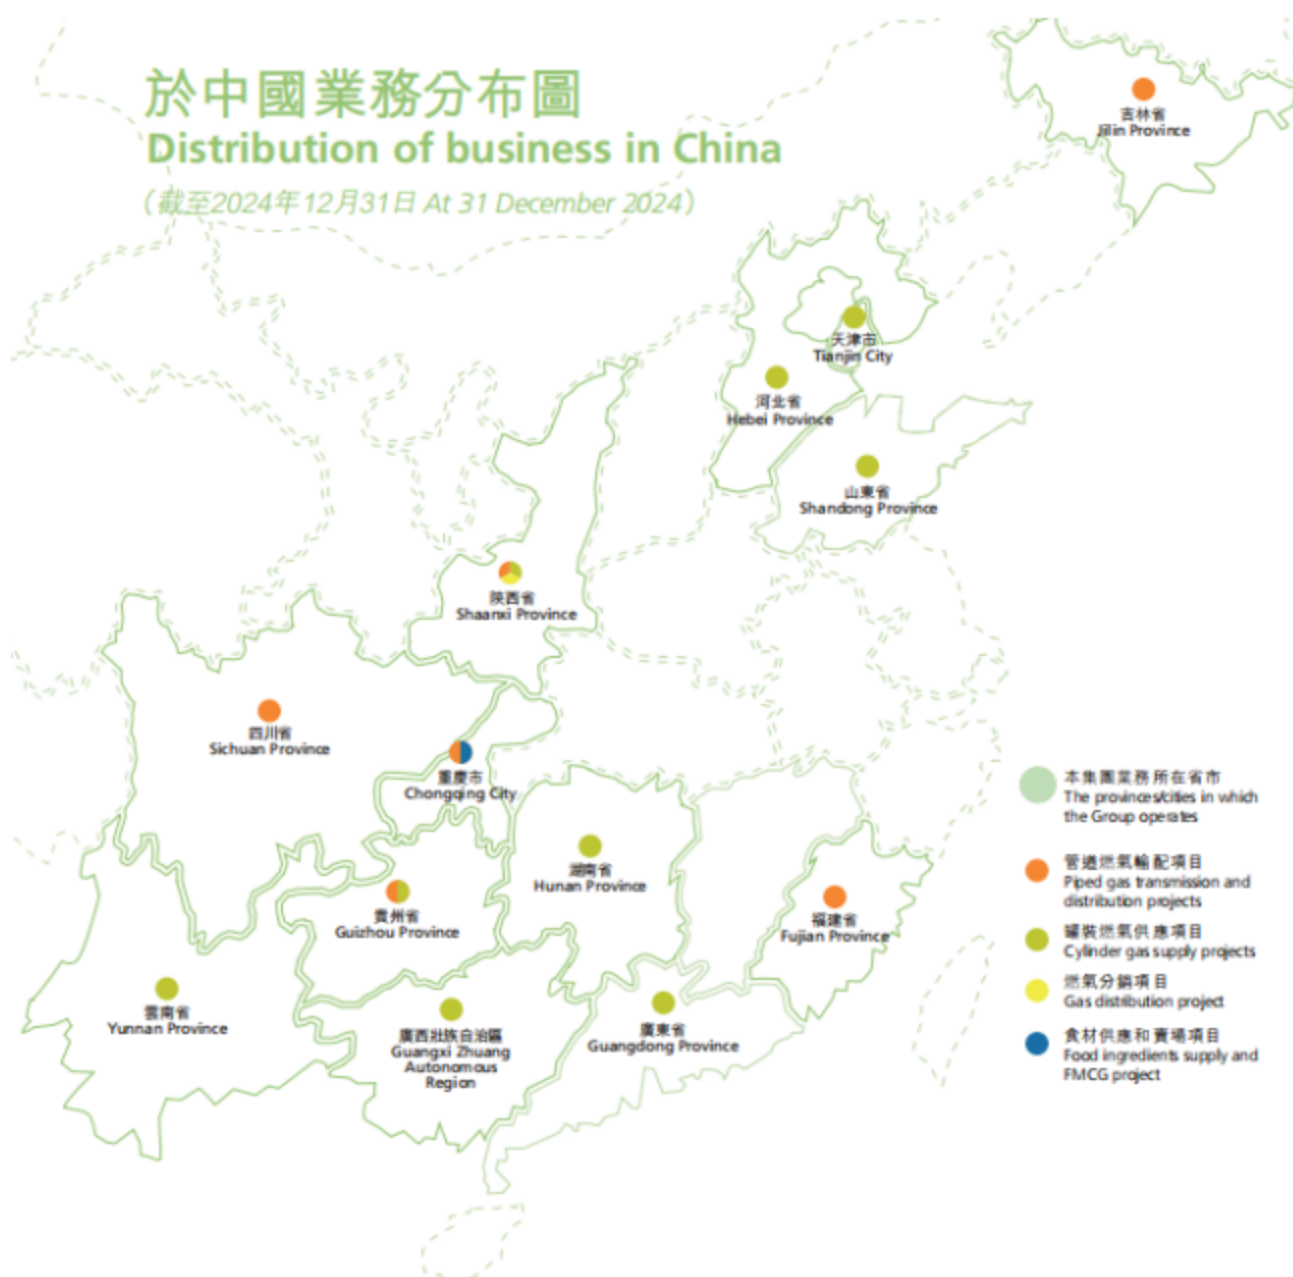 於中國業務分布圖
Distribution of business in China
（截至2024年12月31日 At 31 December 2024）
吉林省
Jilin Province
天津市
Tianjin City
河北省
Hebei Province
山東省
Shandong Province
陝西省
Shaanxi Province
四川省
Sichuan Province
重慶市
Chongqing City
湖南省
Hunan Province
貴州省
Guizhou Province
福建省
Fujian Province
雲南省
Yunnan Province
廣西壯族自治區
Guangxi Zhuang
Autonomous
Region
廣東省
Guangdong Province
本集團業務所在省市
The provinces/cities in which
the Group operates
管道燃氣輸配項目
Piped gas transmission and
distribution projects
罐裝燃氣供應項目
Cylinder gas supply projects
燃氣分銷項目
Gas distribution project
食材供應和賣場項目
Food ingredients supply and
FMCG project